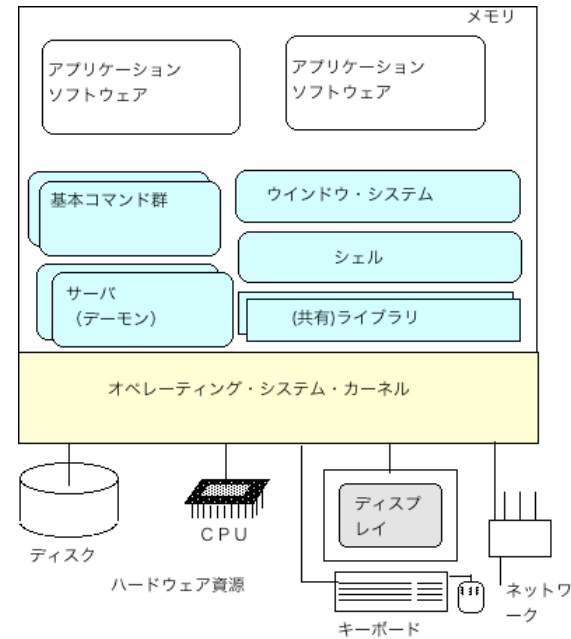 メモリ
アプリケーション
ソフトウェア
アプリケーション
ソフトウェア
基本コマンド群
ウインドウ・システム
シェル
サーバ
（デーモン）
(共有)ライブラリ
オペレーティング・システム・カーネル
ディスプ
レイ
ＣＰＵ
ディスク
ハードウェア資源
ネットワ
ーク
キーボード